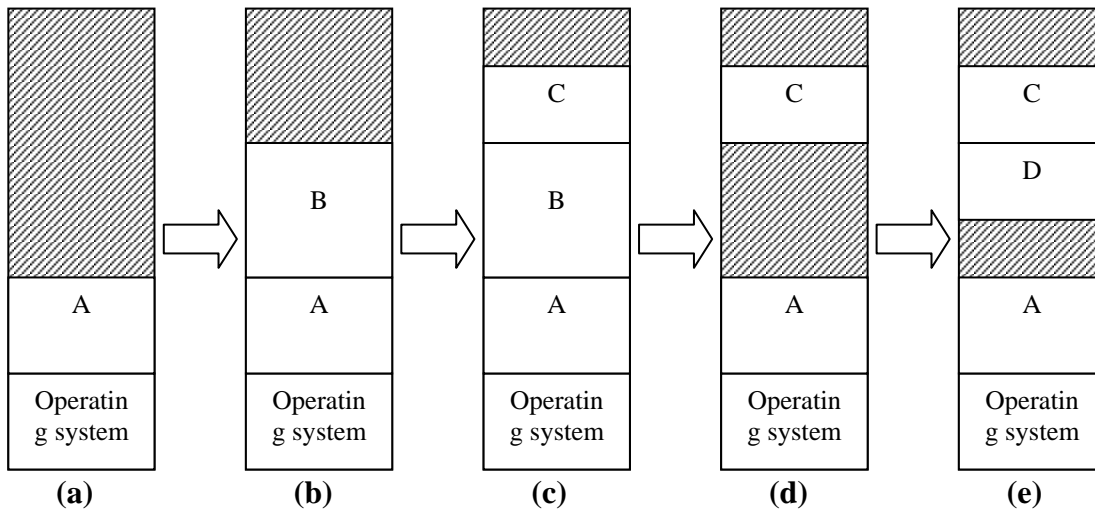 A
Operatin
g system
(a)
B
A
Operatin
g system
(b)
C
B
A
Operatin
g system
(c)
C
A
Operatin
g system
(d)
C
D
A
Operatin
g system
(e)